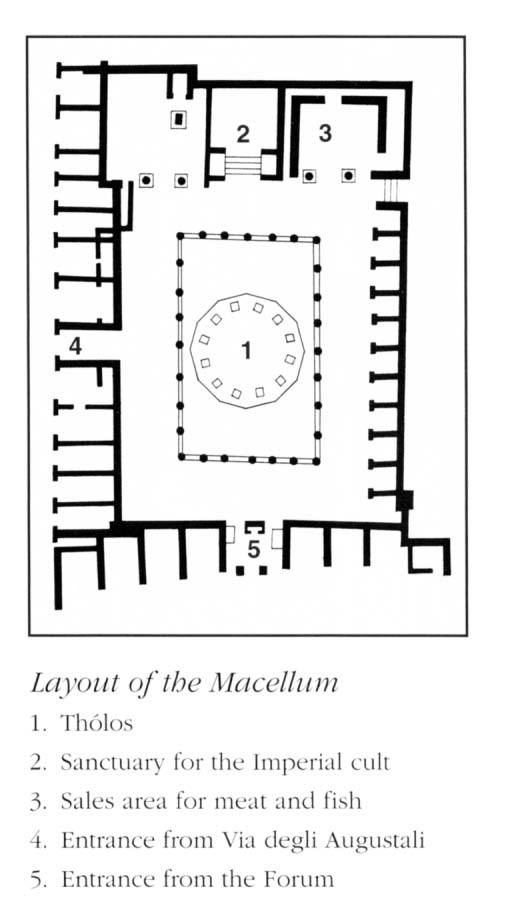 2
3
4
1
5
Layout of the Macellum
1. Thólos
2. Sanctuary for the Imperial cult
3. Sales area for meat and fish
4. Entrance from Via degli Augustali
5. Entrance from the Forum